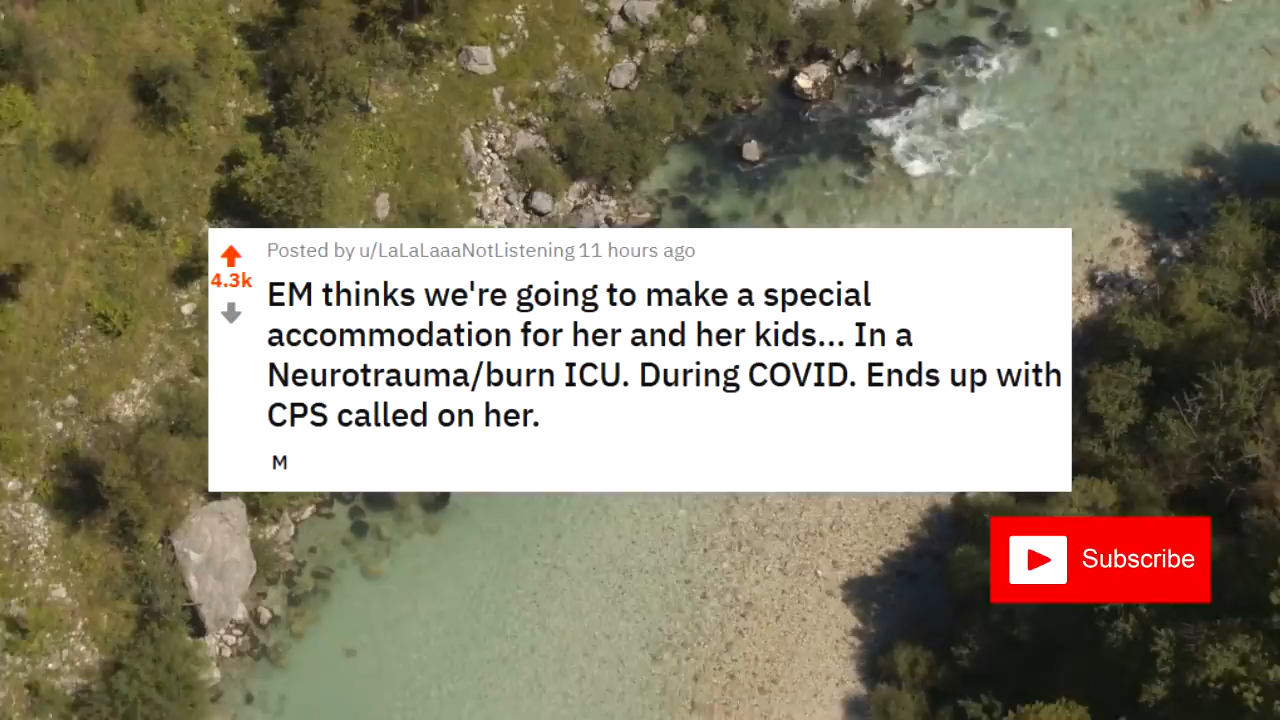 Posted by u/LaLaLaaaNotListening 11 hours ago
4.3k
EM thinks we're going to make a special
accommodation for her and her kids... In a
Neurotrauma/burn ICU. During COVID. Ends up with
CPS called on her.
M
Subscribe